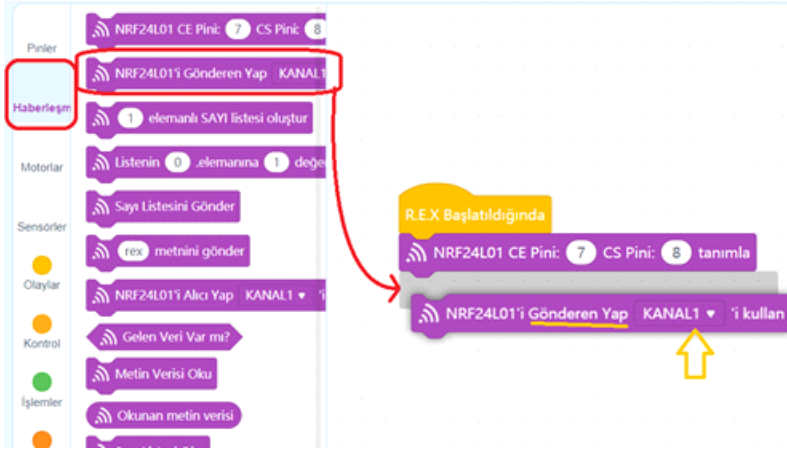 Pinler
Haberleşm
Motorlar
Sensörler
Olaylar
Kontrol
İşlemler
NRF24L01 CE Pini: 7 CS Pini: 8
NRF24L01'i Gönderen Yap KANAL1
1 elemanlı SAYI listesi oluştur
Listenin 0 .elemanına 1 değe
Sayı Listesini Gönder
rex metnini gönder
NRF24L01'i Alıcı Yap KANAL1 'i
Gelen Veri Var mı?
Metin Verisi Oku
Okunan metin verisi
R.E.X Başlatıldığında
NRF24L01 CE Pini: 7 CS Pini: 8 tanımla
NRF24L01'i Gönderen Yap KANAL1 'i kullan